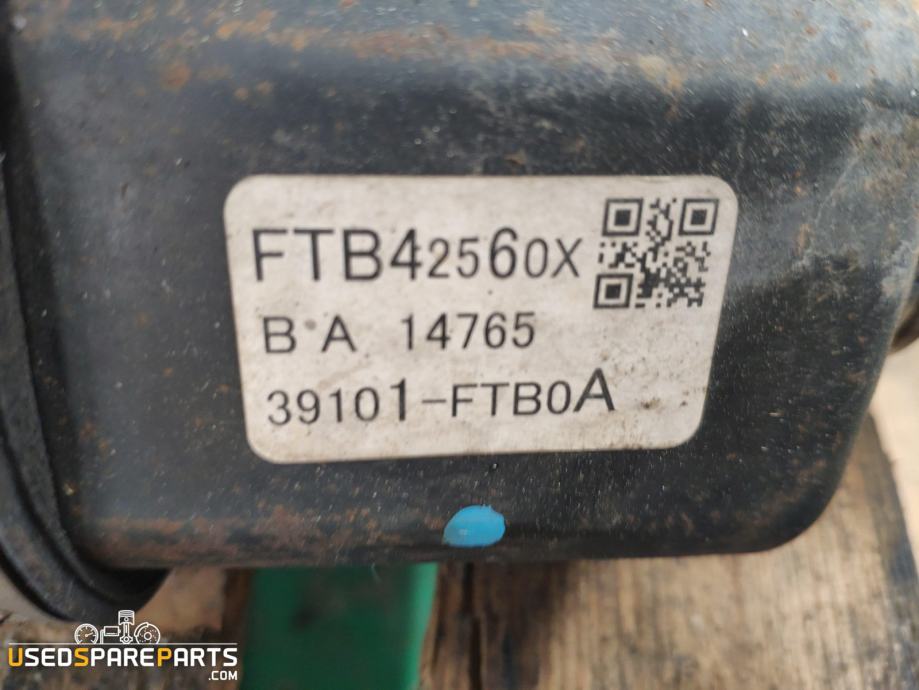 FTB42560X
B A 14765
39101-FTB0A
USEDSPAREPARTS
.COM